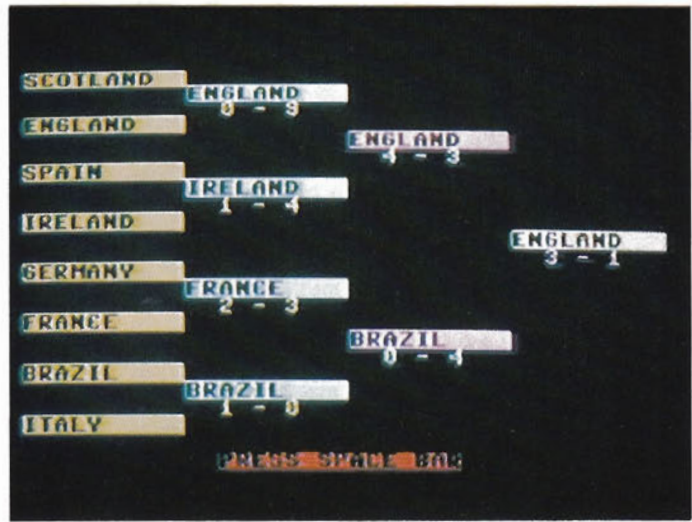 SCOTLAND
ENGLAND
0 - 9
ENGLAND
ENGLAND
4 - 3
SPAIN
IRELAND
1 - 4
IRELAND
ENGLAND
3 - 1
GERMANY
FRANCE
2 - 3
FRANCE
BRAZIL
0 - 4
BRAZIL
BRAZIL
1 - 0
ITALY
PRESS SPACE BAR